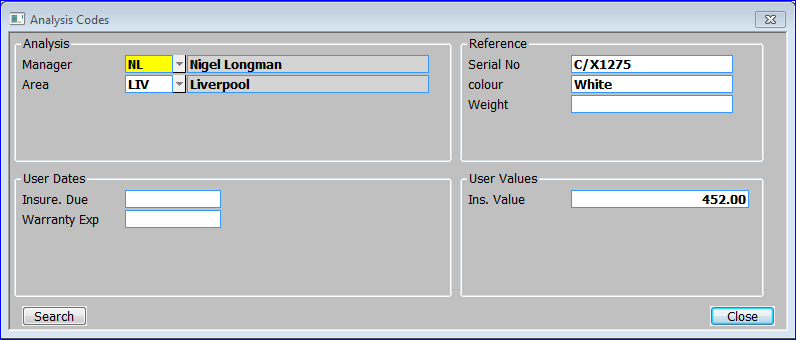 Analysis Codes
Analysis
Manager NL Nigel Longman
Area LIV Liverpool
Reference
Serial No C/X1275
colour White
Weight
User Dates
Insure. Due
Warranty Exp
User Values
Ins. Value 452.00
Search Close